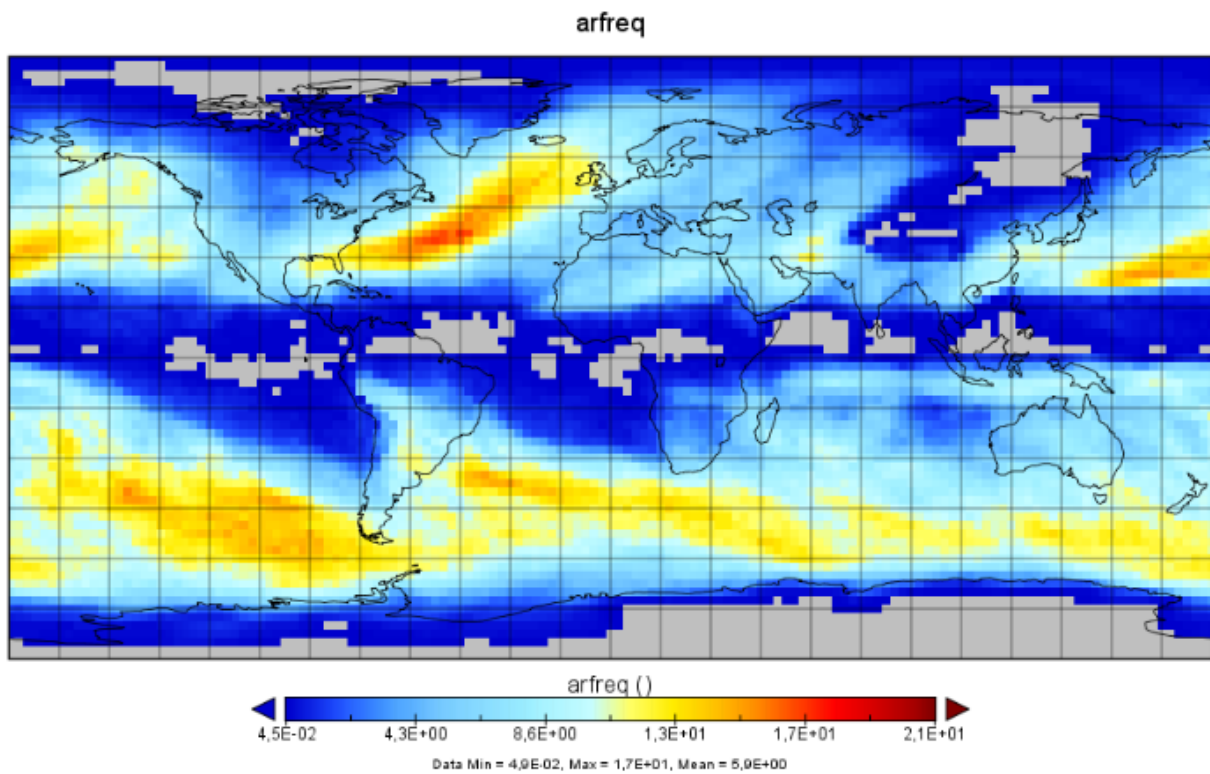 arfreq
arfreq ()
4,5E-02 4,3E+00 8,6E+00 1,3E+01 1,7E+01 2,1E+01
Data Min = 4,9E-02, Max = 1,7E+01, Mean = 5,9E+00